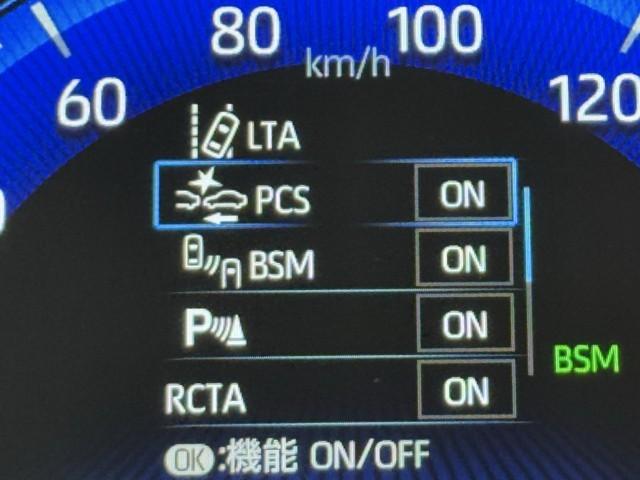 80 100
km/h
60 120
LTA
PCS ON
BSM ON
P ON
BSM
RCTA ON
OK:機能 ON/OFF